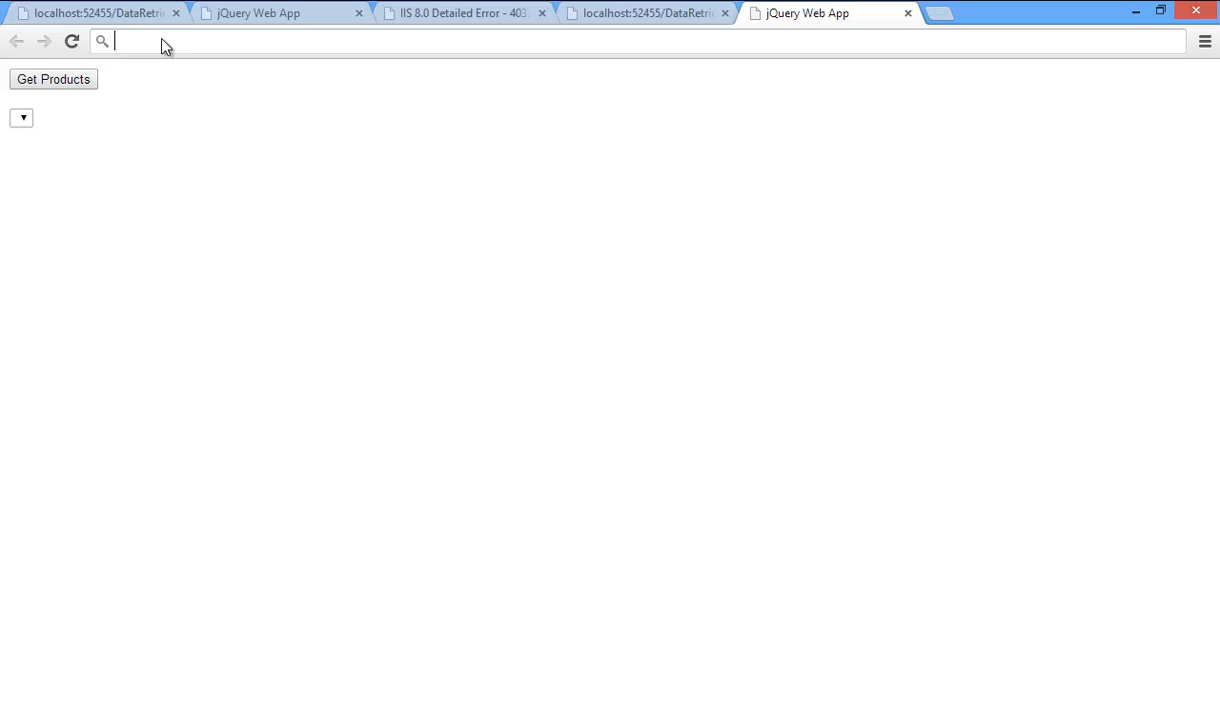 localhost:52455/DataRetri
jQuery Web App
IIS 8.0 Detailed Error - 403.
localhost:52455/DataRetri
jQuery Web App
Get Products